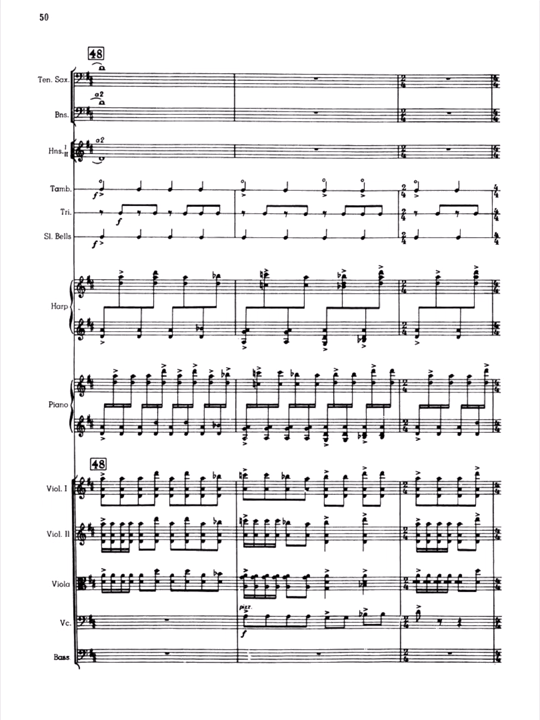 50
48
Ten. Sax.
a2
Bns.
a2
Hns. I II
Tamb.
f
Tri.
f
Sl. Bells
f
Harp
Piano
48
Viol. I
Viol. II
Viola
pizz.
Vc.
f
Bass